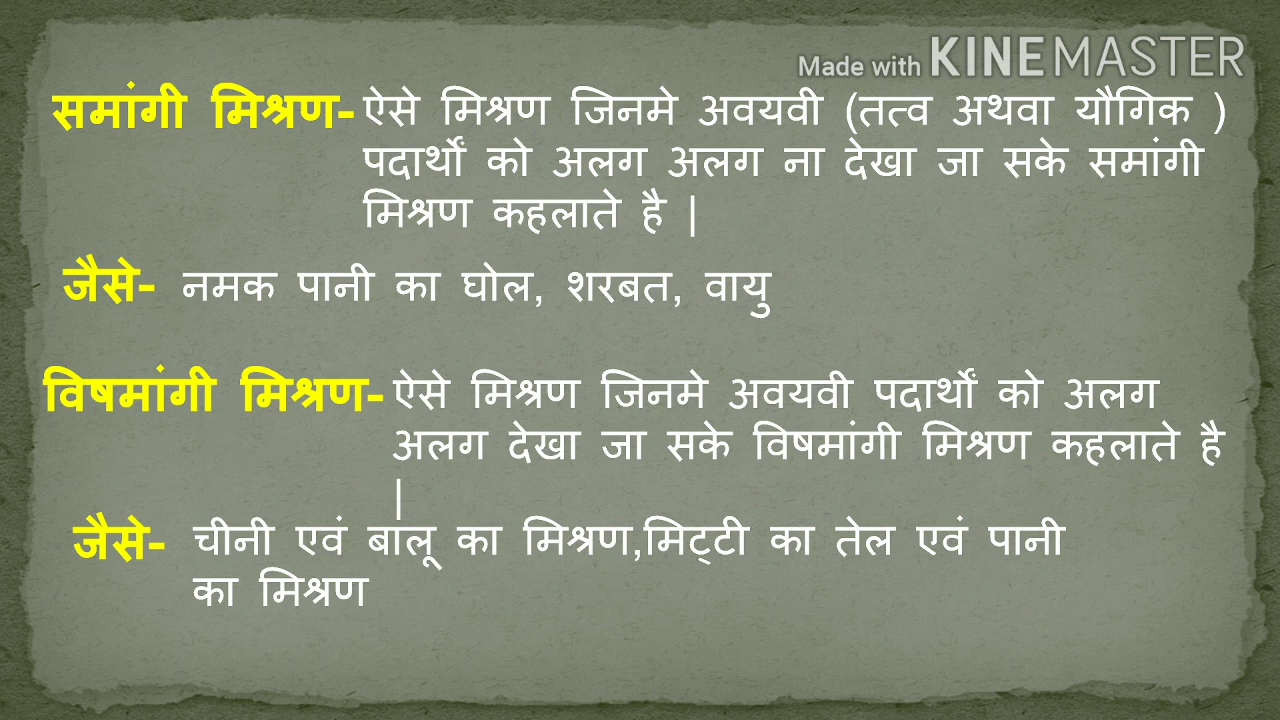 Made with KINEMASTER
समांगी मिश्रण- ऐसे मिश्रण जिनमे अवयवी (तत्व अथवा यौगिक )
पदार्थों को अलग अलग ना देखा जा सके समांगी
मिश्रण कहलाते है |
जैसे- नमक पानी का घोल, शरबत, वायु
विषमांगी मिश्रण- ऐसे मिश्रण जिनमे अवयवी पदार्थों को अलग
अलग देखा जा सके विषमांगी मिश्रण कहलाते है
|
जैसे- चीनी एवं बालू का मिश्रण,मिट्टी का तेल एवं पानी
का मिश्रण